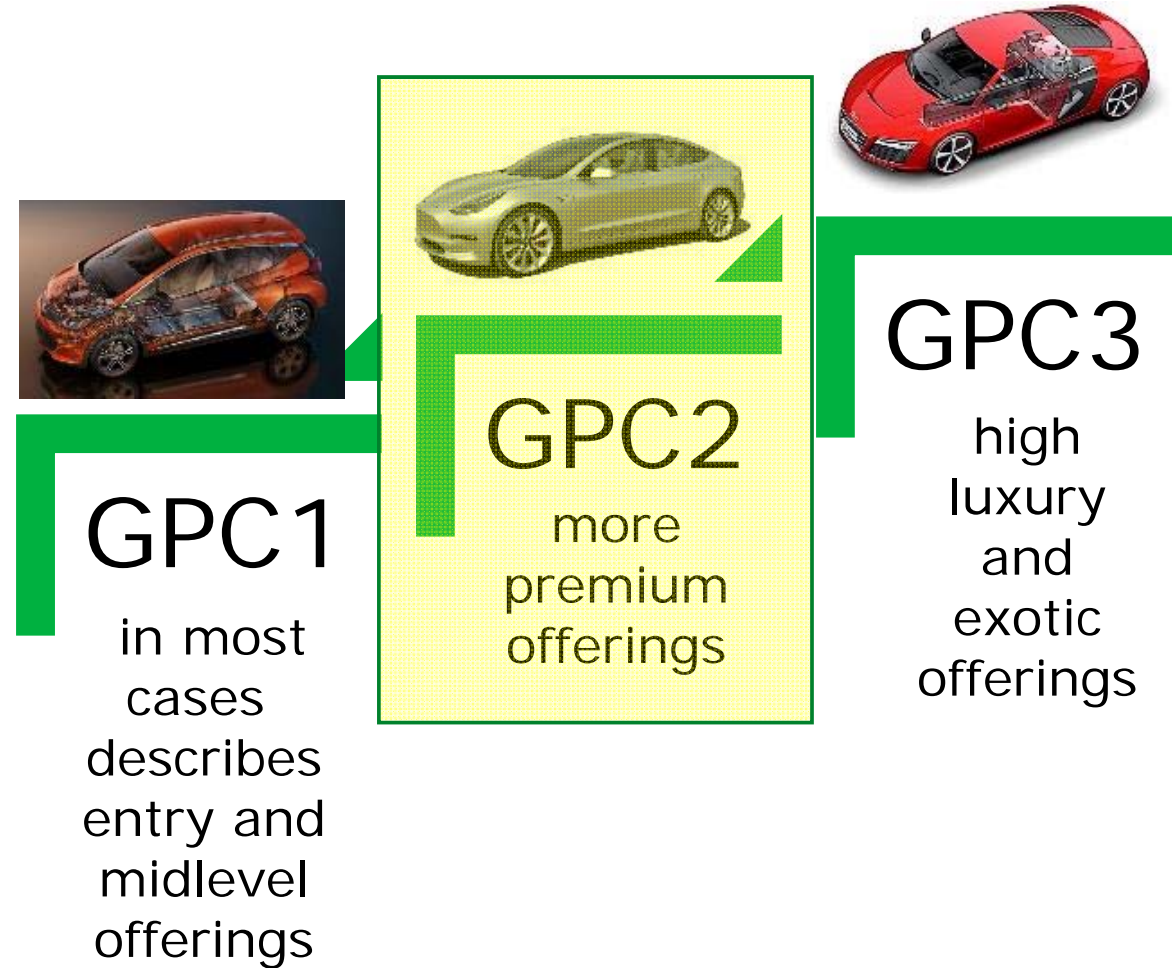 GPC1
in most
cases
describes
entry and
midlevel
offerings
GPC2
more
premium
offerings
GPC3
high
luxury
and
exotic
offerings